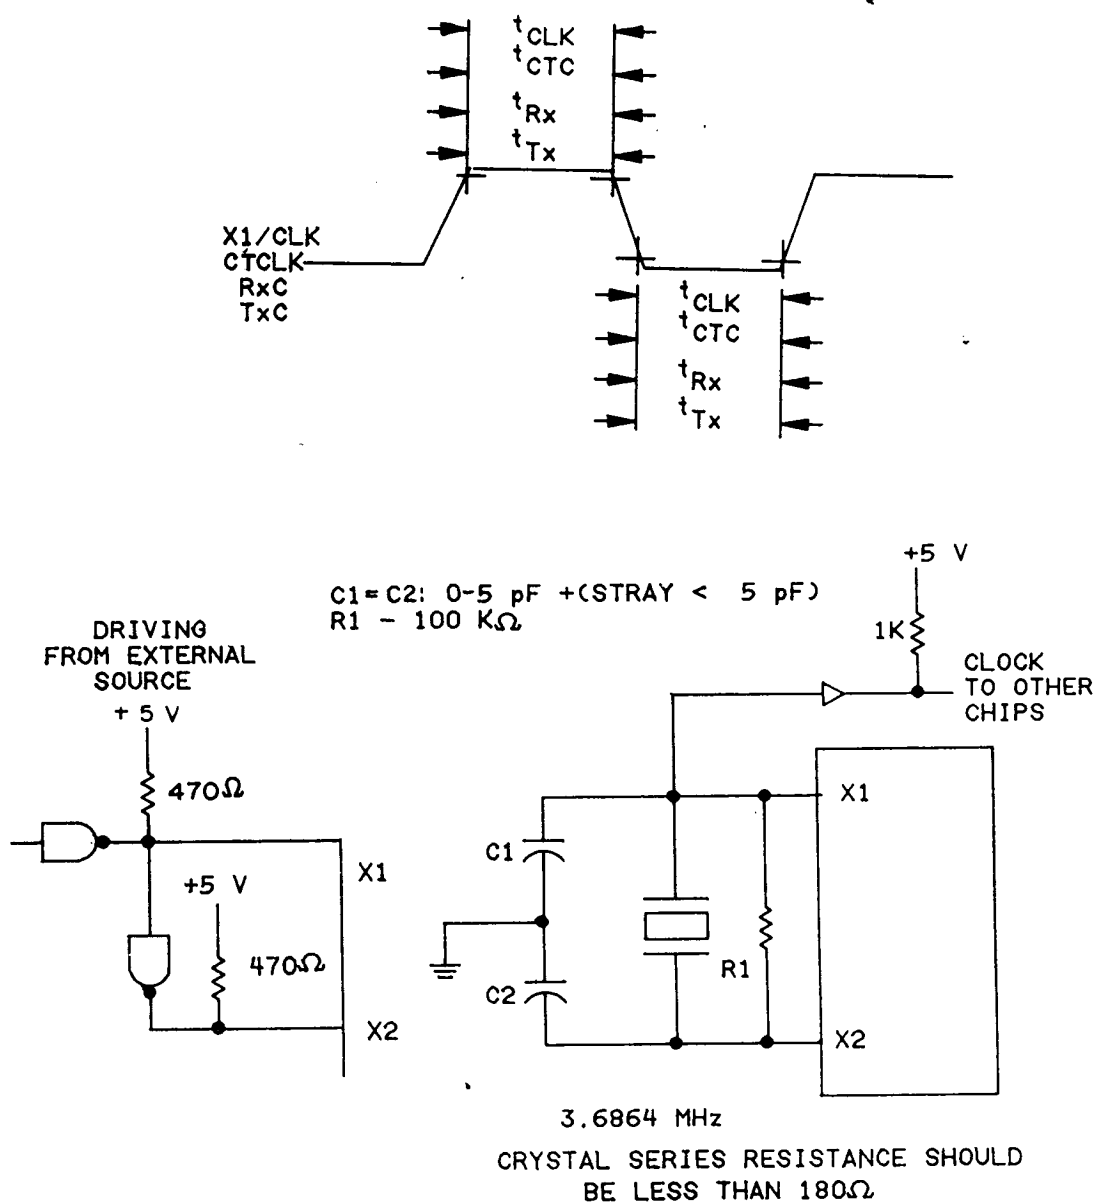 tCLK
tCTC
tRx
tTx
X1/CLK
CTCLK
RxC
TxC
tCLK
tCTC
tRx
tTx
C1=C2: 0-5 pF +(STRAY < 5 pF)
R1 - 100 KΩ
DRIVING
FROM EXTERNAL
SOURCE
+ 5 V
470Ω
X1
+5 V
470Ω
X2
+5 V
1K
CLOCK
TO OTHER
CHIPS
X1
C1
R1
C2
X2
3.6864 MHz
CRYSTAL SERIES RESISTANCE SHOULD
BE LESS THAN 180Ω